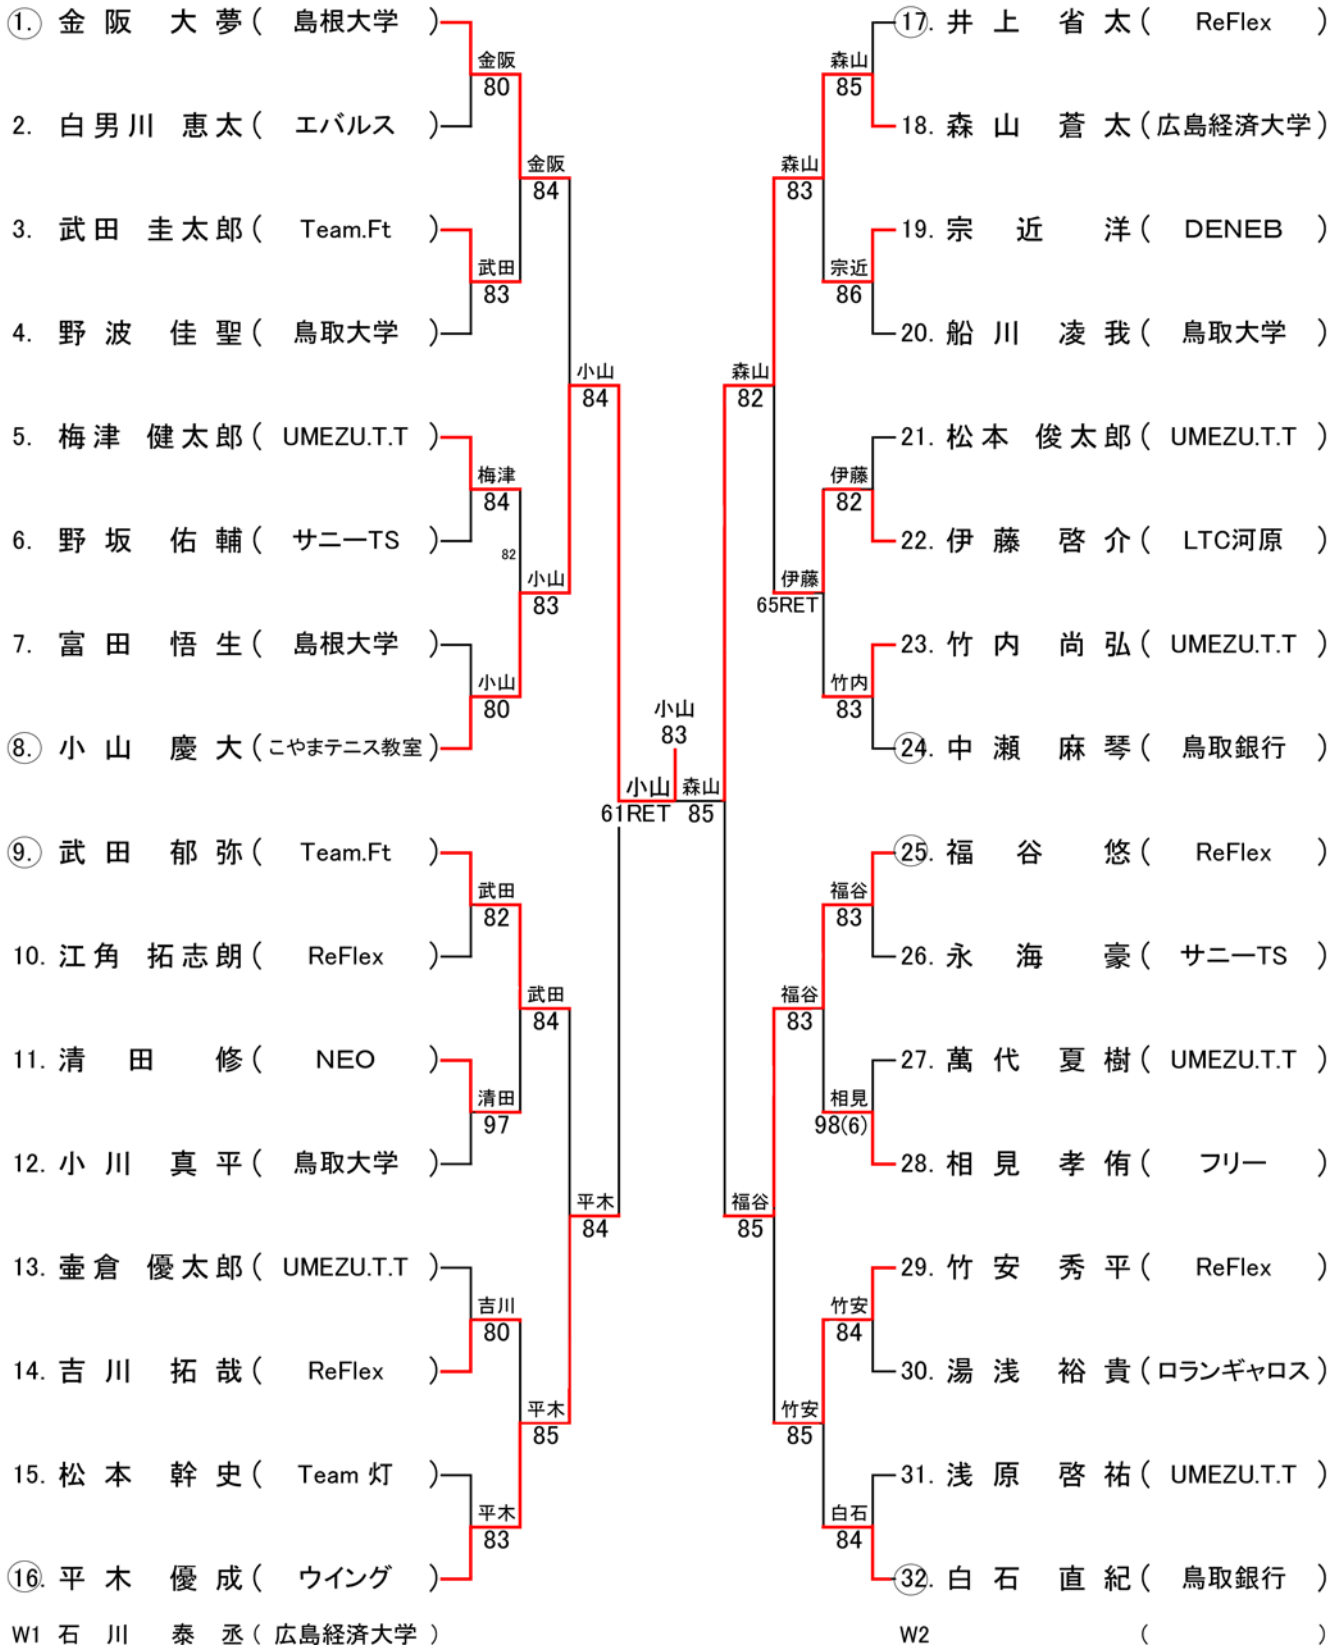 1. 金阪 大夢 ( 島根大学 )
金阪
80
2. 白男川 恵太 ( エバルス )
金阪
84
3. 武田 圭太郎 ( Team.Ft )
武田
83
4. 野波 佳聖 ( 鳥取大学 )
小山
84
5. 梅津 健太郎 ( UMEZU.T.T )
梅津
84
6. 野坂 佑輔 ( サニーTS )
82
小山
83
7. 富田 悟生 ( 島根大学 )
小山
80
8. 小山 慶大 ( こやまテニス教室 )
小山
83
小山 森山
61RET 85
9. 武田 郁弥 ( Team.Ft )
武田
82
10. 江角 拓志朗 ( ReFlex )
武田
84
11. 清田 修 ( NEO )
清田
97
12. 小川 真平 ( 鳥取大学 )
平木
84
13. 壷倉 優太郎 ( UMEZU.T.T )
吉川
80
14. 吉川 拓哉 ( ReFlex )
平木
85
15. 松本 幹史 ( Team 灯 )
平木
83
16. 平木 優成 ( ウイング )
W1 石川 泰丞 ( 広島経済大学 )
17. 井上 省太 ( ReFlex )
森山
85
18. 森山 蒼太 ( 広島経済大学 )
森山
83
19. 宗近 洋 ( DENEB )
宗近
86
20. 船川 凌我 ( 鳥取大学 )
森山
82
21. 松本 俊太郎 ( UMEZU.T.T )
伊藤
82
22. 伊藤 啓介 ( LTC河原 )
伊藤
65RET
23. 竹内 尚弘 ( UMEZU.T.T )
竹内
83
24. 中瀬 麻琴 ( 鳥取銀行 )
25. 福谷 悠 ( ReFlex )
福谷
83
26. 永海 豪 ( サニーTS )
福谷
83
27. 萬代 夏樹 ( UMEZU.T.T )
相見
98(6)
28. 相見 孝侑 ( フリー )
福谷
85
29. 竹安 秀平 ( ReFlex )
竹安
84
30. 湯浅 裕貴 ( ロランギャロス )
竹安
85
31. 浅原 啓祐 ( UMEZU.T.T )
白石
84
32. 白石 直紀 ( 鳥取銀行 )
W2 ( )